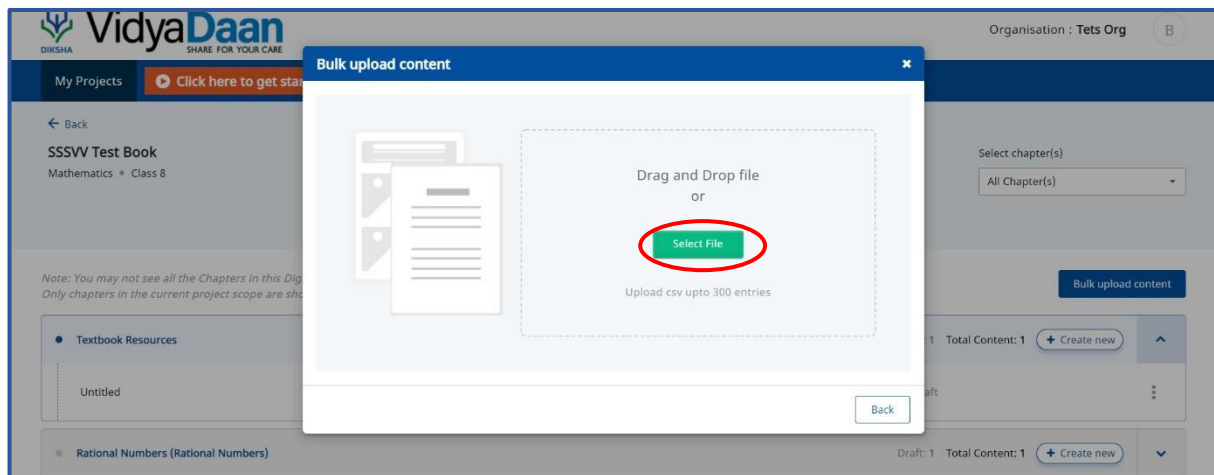 VidyaDaan
DIKSHA
SHARE FOR YOUR CARE
Organisation : Tets Org
B
My Projects
Click here to get star
Bulk upload content
×
← Back
SSSVV Test Book
Mathematics • Class 8
Select chapter(s)
All Chapter(s)
Drag and Drop file
or
Select File
Upload csv upto 300 entries
Note: You may not see all the Chapters in this Dig
Only chapters in the current project scope are sho
Bulk upload content
Textbook Resources
: 1 Total Content: 1 + Create new
Untitled
aft
Back
Rational Numbers (Rational Numbers)
Draft: 1 Total Content: 1 + Create new